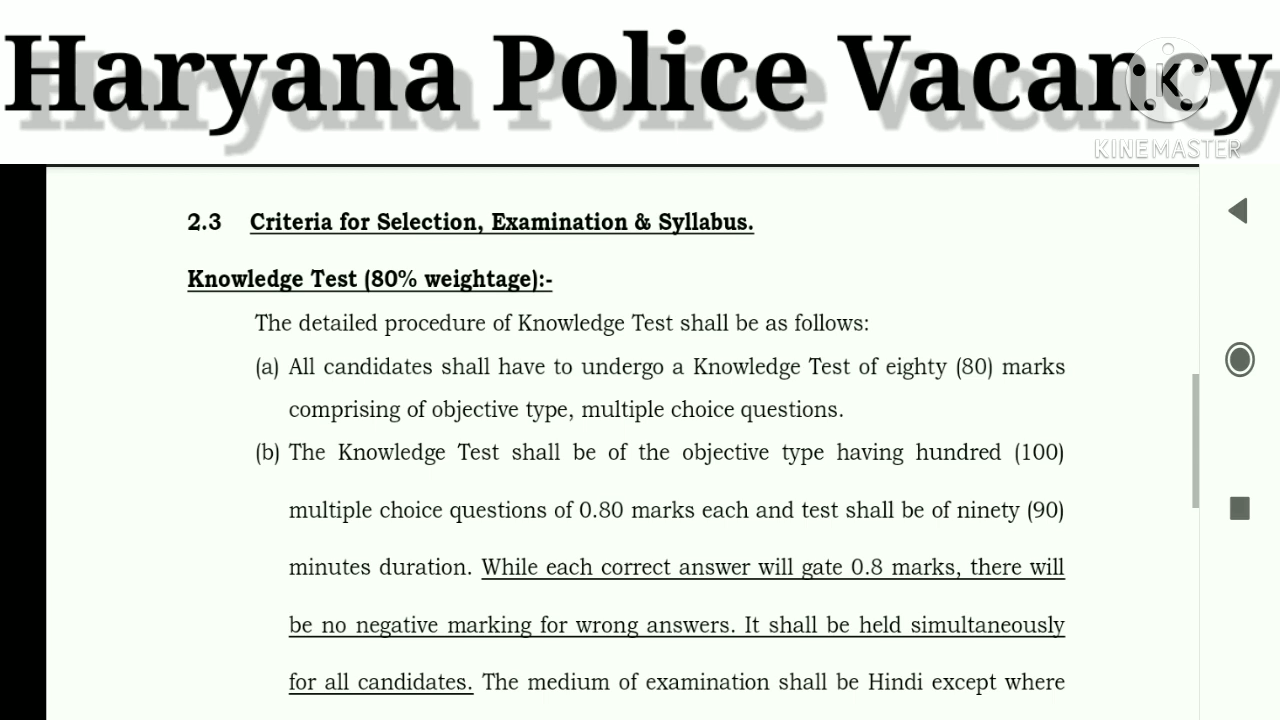 Haryana Police Vacancy
K
KINEMASTER
2.3 Criteria for Selection, Examination & Syllabus.
Knowledge Test (80% weightage):-
The detailed procedure of Knowledge Test shall be as follows:
(a) All candidates shall have to undergo a Knowledge Test of eighty (80) marks
comprising of objective type, multiple choice questions.
(b) The Knowledge Test shall be of the objective type having hundred (100)
multiple choice questions of 0.80 marks each and test shall be of ninety (90)
minutes duration. While each correct answer will gate 0.8 marks, there will
be no negative marking for wrong answers. It shall be held simultaneously
for all candidates. The medium of examination shall be Hindi except where